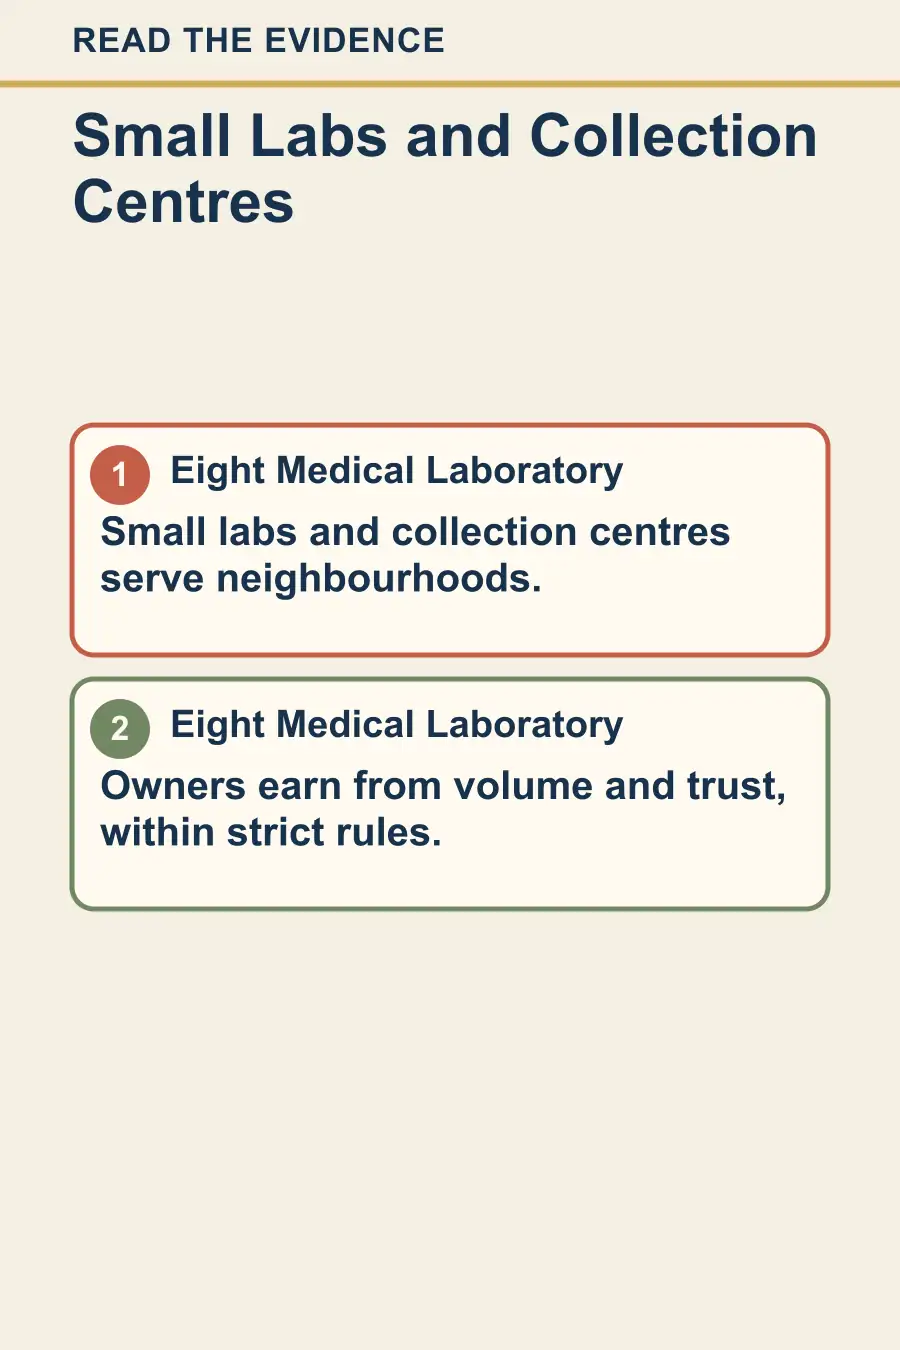 READ THE EVIDENCE
Small Labs and Collection
Centres
1
Eight Medical Laboratory
Small labs and collection centres
serve neighbourhoods.
2
Eight Medical Laboratory
Owners earn from volume and trust,
within strict rules.